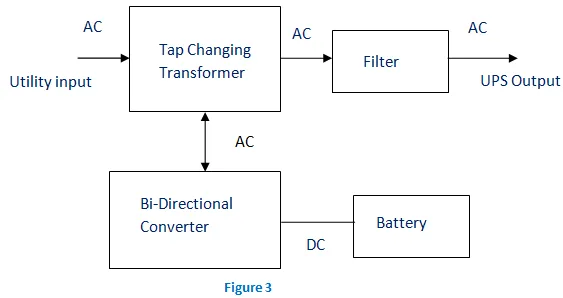 AC
AC
AC
Tap Changing
Transformer
Filter
Utility input
UPS Output
AC
Bi-Directional
Converter
Battery
DC
Figure 3